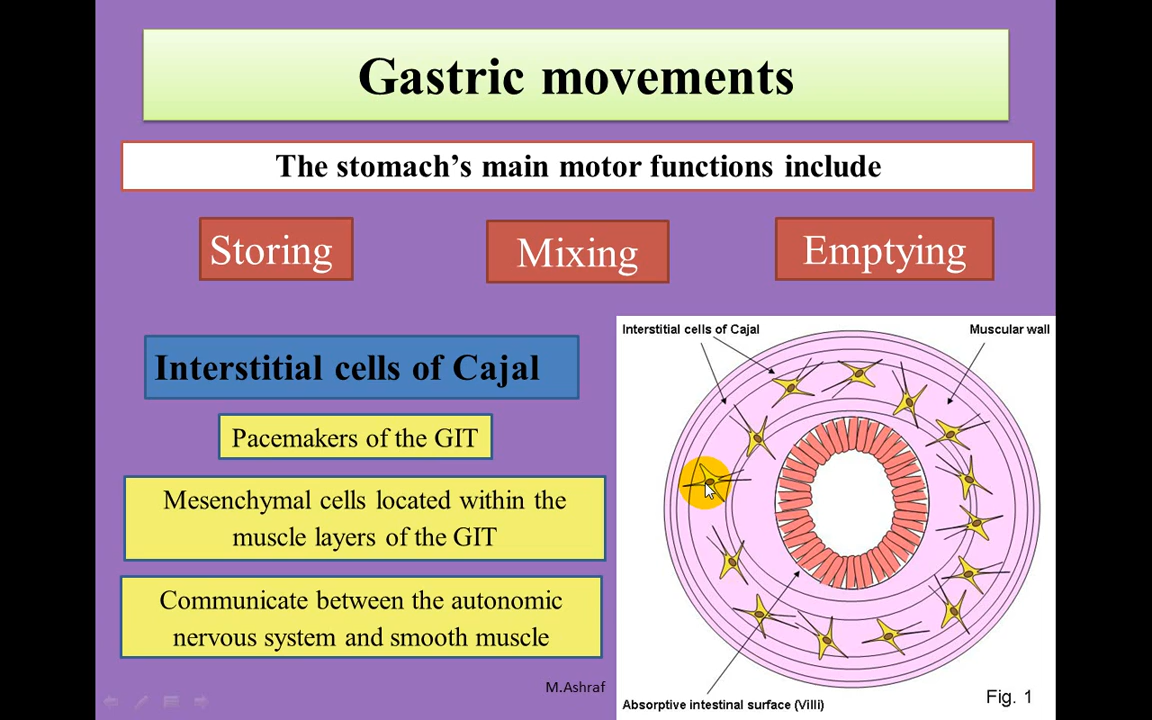 Gastric movements
The stomach’s main motor functions include
Storing
Mixing
Emptying
Interstitial cells of Cajal
Pacemakers of the GIT
Mesenchymal cells located within the
muscle layers of the GIT
Communicate between the autonomic
nervous system and smooth muscle
M.Ashraf
Interstitial cells of Cajal
Muscular wall
Absorptive intestinal surface (Villi)
Fig. 1